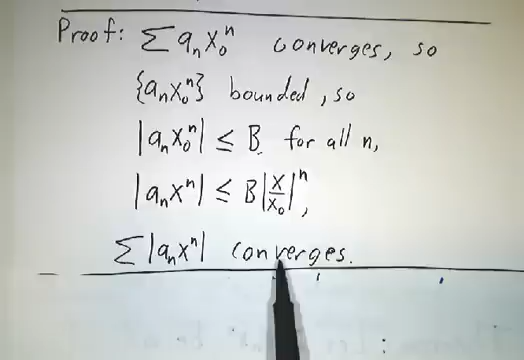 Proof: ∑ aₙx₀ⁿ converges, so
{aₙx₀ⁿ} bounded, so
|aₙx₀ⁿ| ≤ B for all n,
|aₙxⁿ| ≤ B|x/x₀|ⁿ,
∑ |aₙxⁿ| converges.